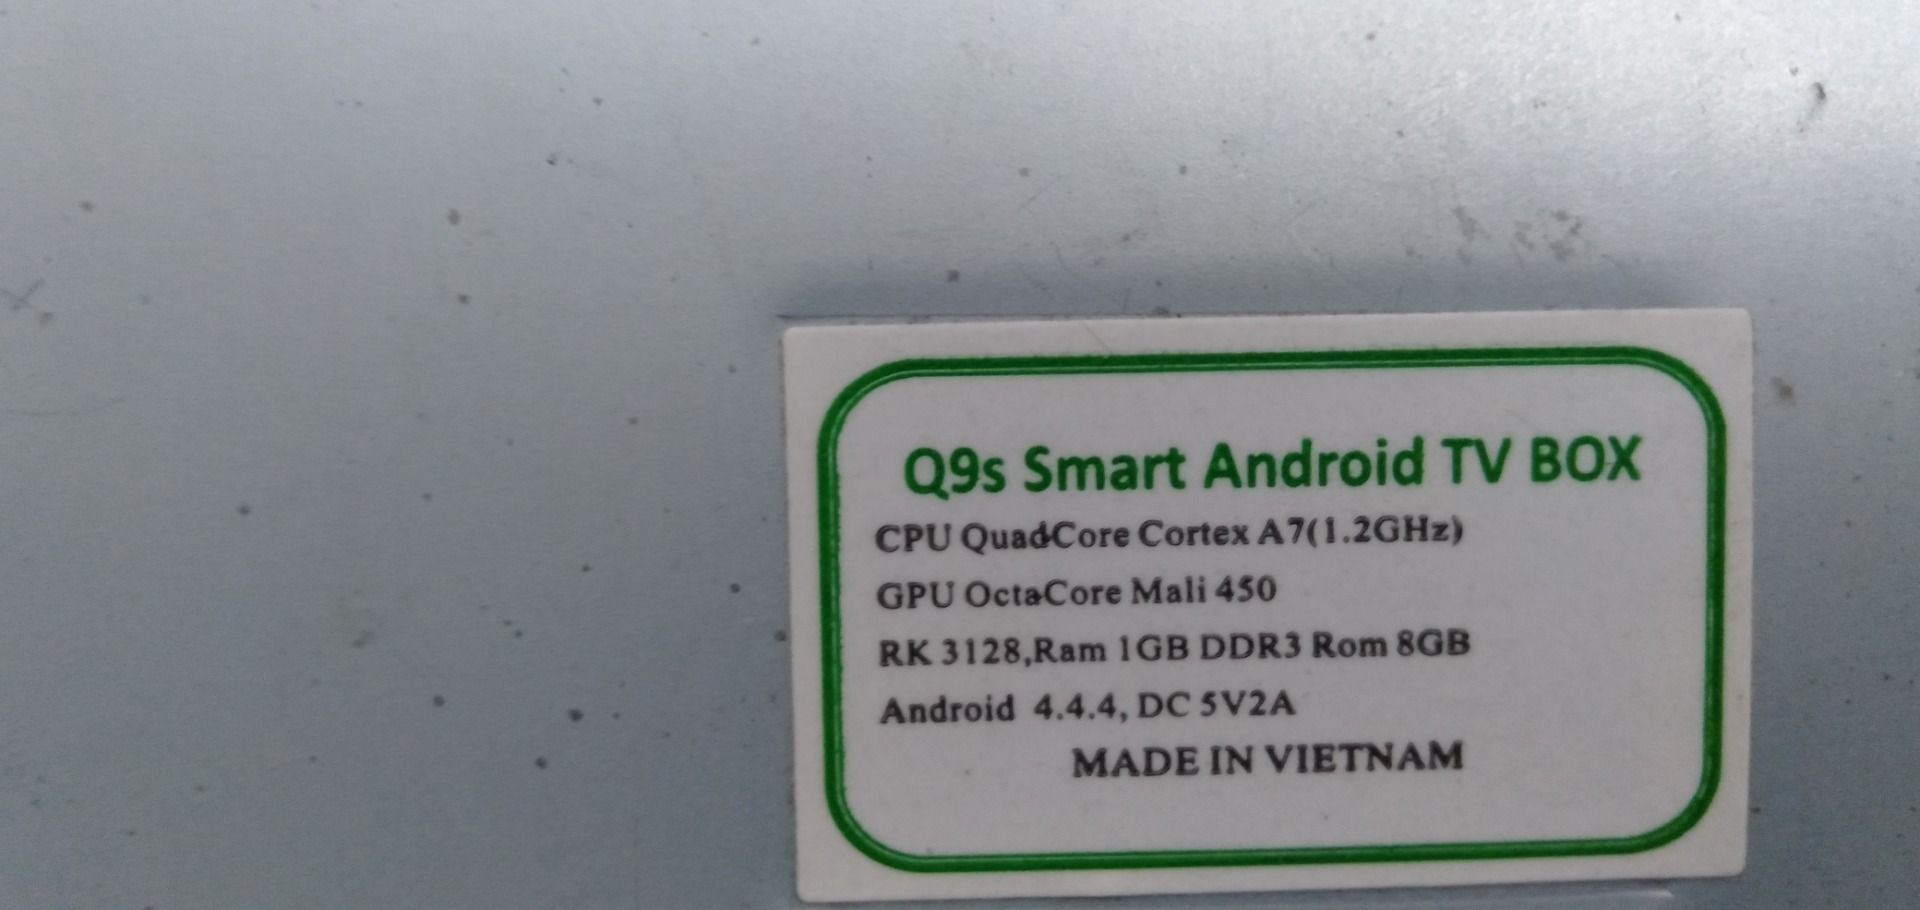 Q9s Smart Android TV BOX
CPU QuadCore Cortex A7(1.2GHz)
GPU OctaCore Mali 450
RK 3128,Ram 1GB DDR3 Rom 8GB
Android 4.4.4, DC 5V2A
MADE IN VIETNAM